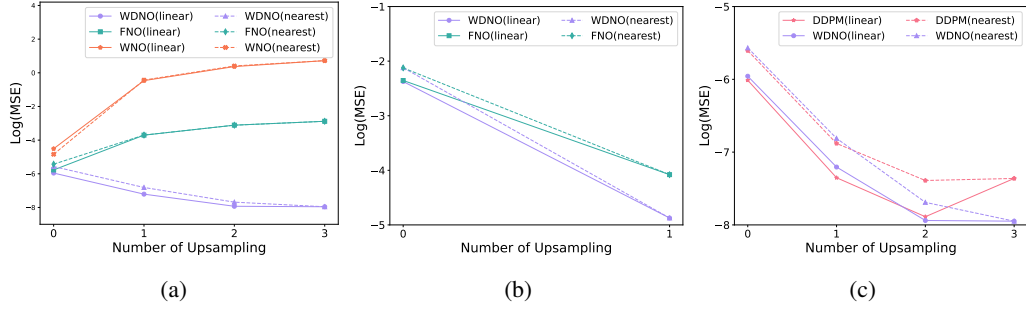 WDNO(linear) WDNO(nearest)
FNO(linear) FNO(nearest)
WNO(linear) WNO(nearest)
4
2
0
−2
−4
−6
−8
Log(MSE)
0 1 2 3
Number of Upsampling
(a)
WDNO(linear) WDNO(nearest)
FNO(linear) FNO(nearest)
−1
−2
−3
−4
−5
Log(MSE)
0 1
Number of Upsampling
(b)
DDPM(linear) DDPM(nearest)
WDNO(linear) WDNO(nearest)
−5
−6
−7
−8
Log(MSE)
0 1 2 3
Number of Upsampling
(c)